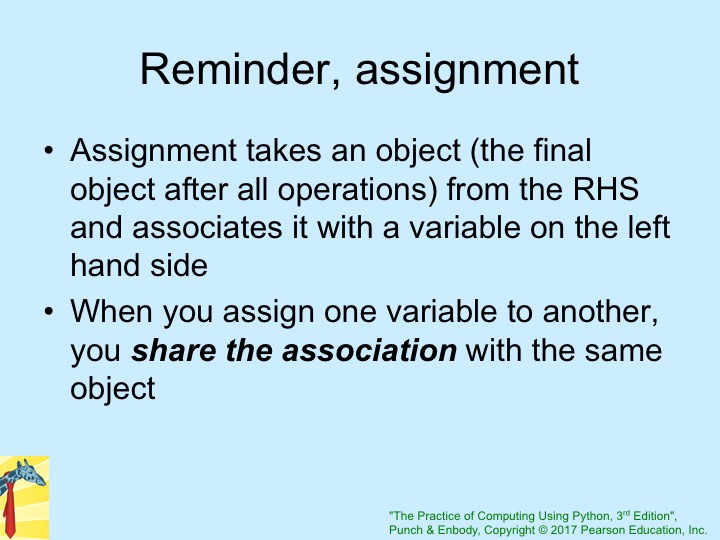 Reminder, assignment
• Assignment takes an object (the final
object after all operations) from the RHS
and associates it with a variable on the left
hand side
• When you assign one variable to another,
you share the association with the same
object
"The Practice of Computing Using Python, 3rd Edition",
Punch & Enbody, Copyright © 2017 Pearson Education, Inc.